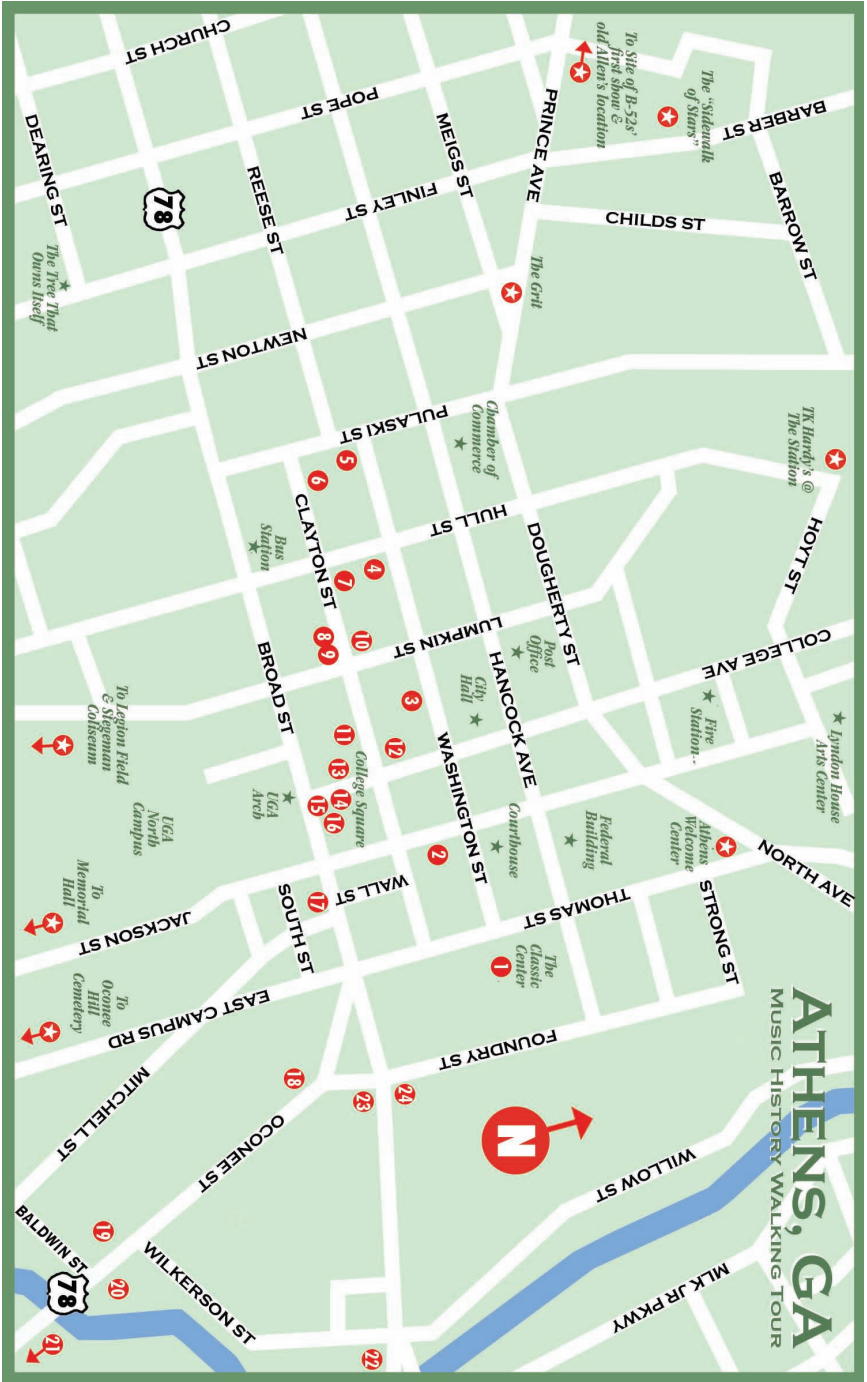 ATHENS, GA
MUSIC HISTORY WALKING TOUR
CHURCH ST
DEARING ST
POPE ST
REESE ST
MEIGS ST
FINLEY ST
PRINCE AVE
BARBER ST
BARROW ST
CHILDS ST
NEWTON ST
PULASKI ST
HULL ST
CLAYTON ST
DOUGHERTY ST
HOYT ST
LUMPKIN ST
BROAD ST
HANCOCK AVE
COLLEGE AVE
WASHINGTON ST
NORTH AVE
STRONG ST
THOMAS ST
WALL ST
SOUTH ST
JACKSON ST
EAST CAMPUS RD
FOUNDRY ST
MITCHELL ST
OCONEE ST
WILLOW ST
BALDWIN ST
WILKERSON ST
MLK JR PKWY
78
78
To Site of B-52s'
first show &
old Allen's location
The "Sidewalk
of Stars"
The Tree That
Owns Itself
The Grit
TK Hardy's @
The Station
Chamber of
Commerce
Bus
Station
Post
Office
City
Hall
Fire
Station--
Lyndon House
Arts Center
To Legion Field
& Stegeman
Coliseum
College Square
UGA
Arch
UGA
North
Campus
Courthouse
Federal
Building
Athens
Welcome
Center
To
Memorial
Hall
To
Oconee
Hill
Cemetery
The
Classic
Center
N
1
2
3
4
5
6
7
8
9
10
11
12
13
14
15
16
17
18
19
20
21
22
23
24